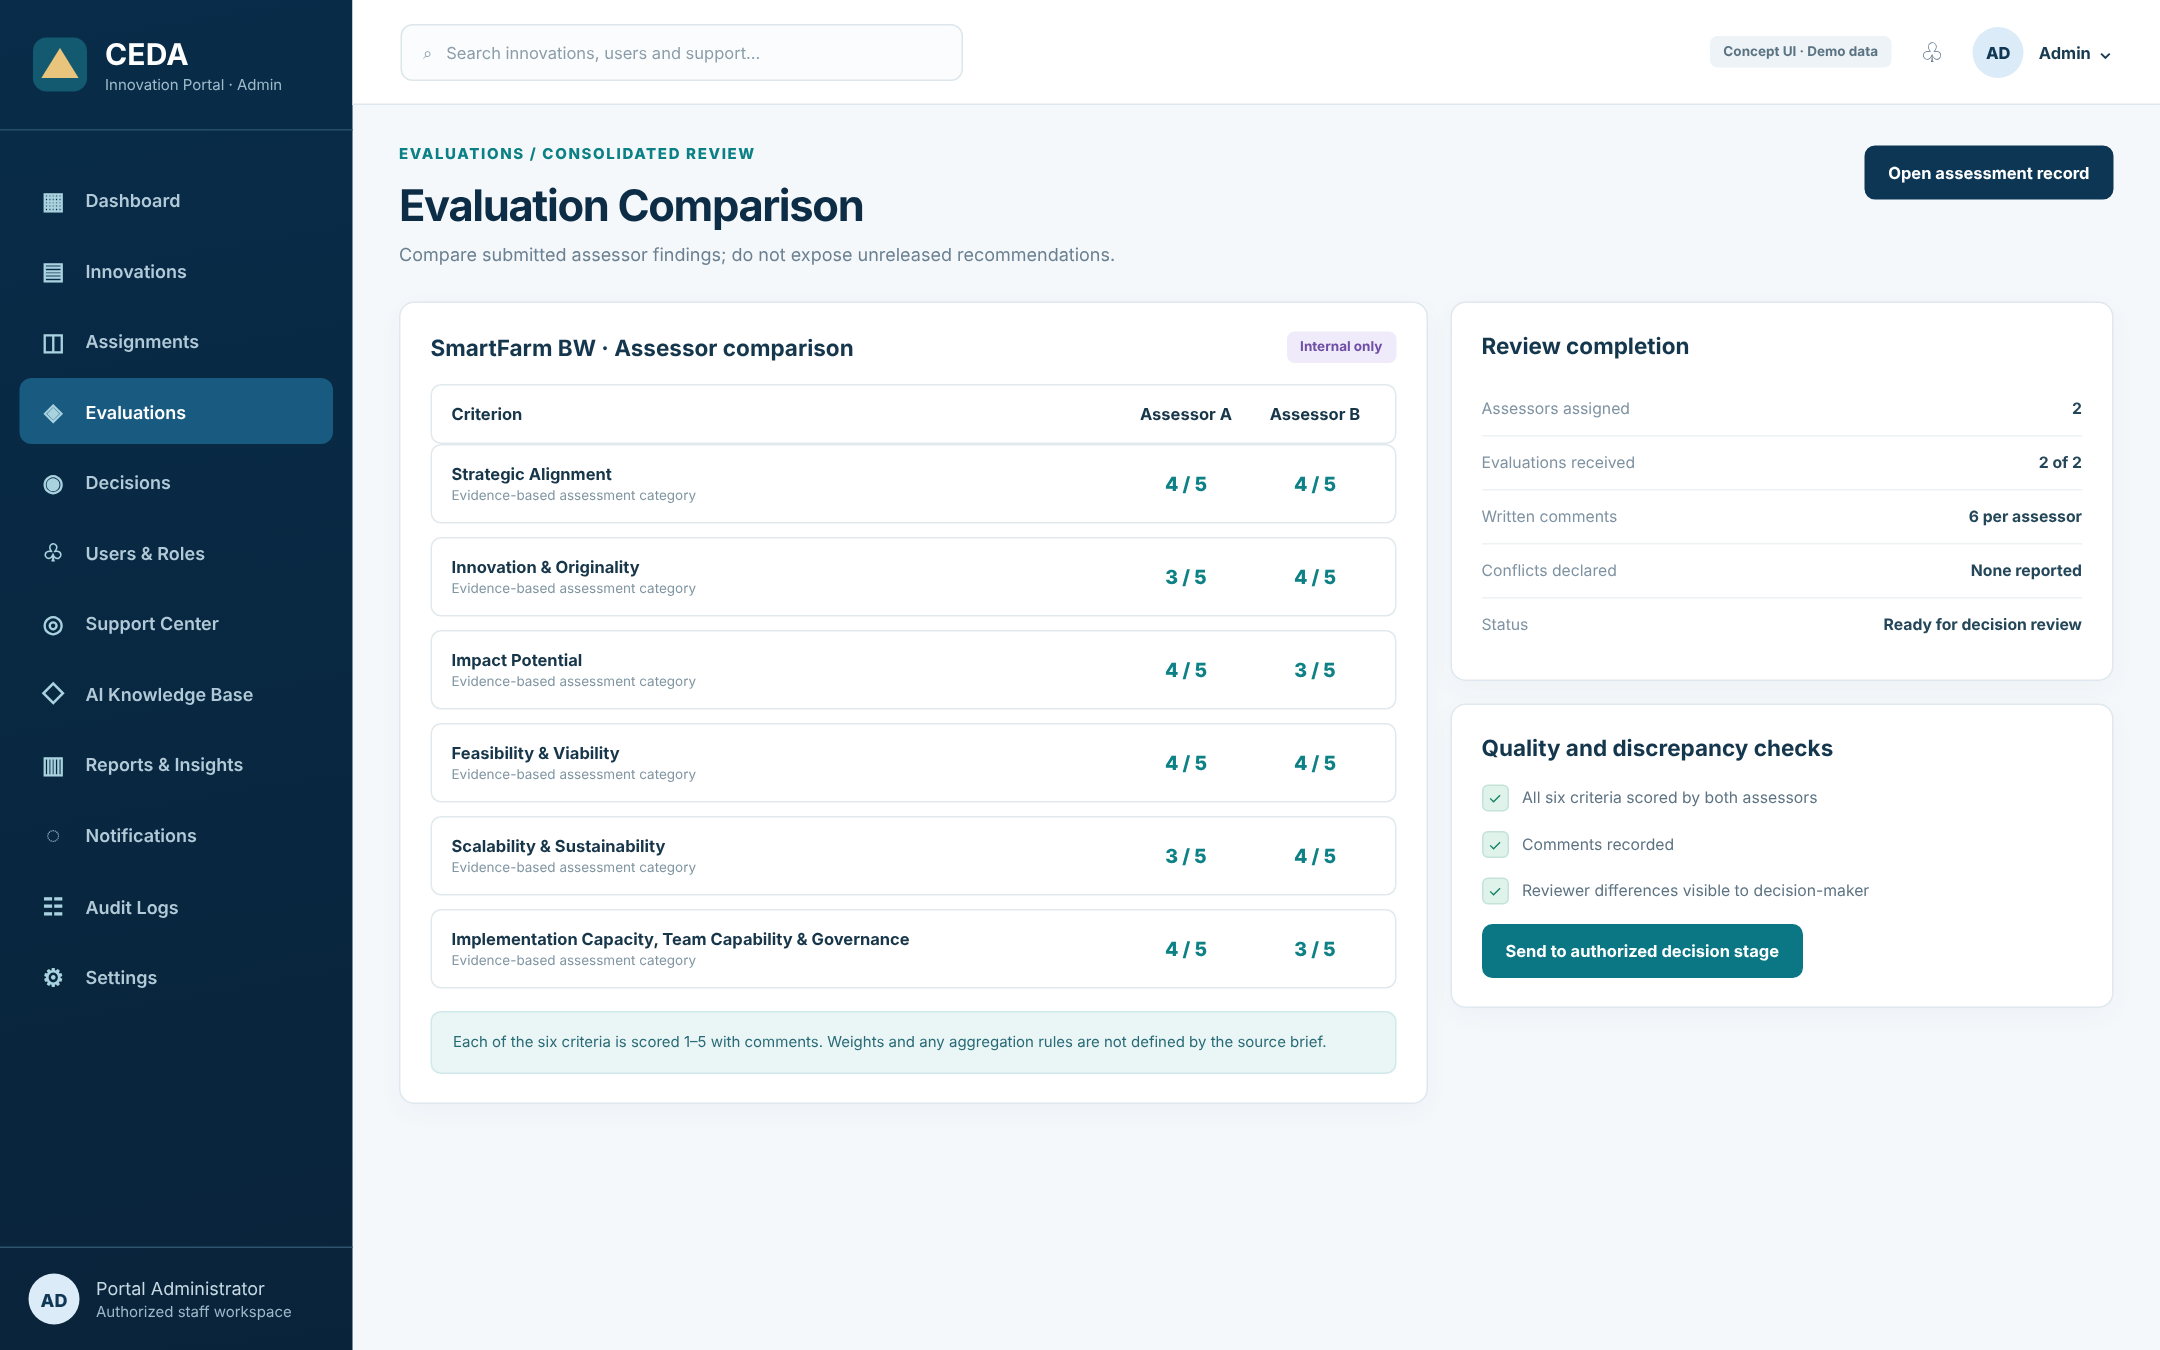 CEDA
Innovation Portal · Admin
Dashboard
Innovations
Assignments
Evaluations
Decisions
Users & Roles
Support Center
AI Knowledge Base
Reports & Insights
Notifications
Audit Logs
Settings
AD
Portal Administrator
Authorized staff workspace
Search innovations, users and support...
Concept UI · Demo data
AD
Admin
EVALUATIONS / CONSOLIDATED REVIEW
Evaluation Comparison
Compare submitted assessor findings; do not expose unreleased recommendations.
Open assessment record
SmartFarm BW · Assessor comparison
Internal only
Criterion Assessor A Assessor B
Strategic Alignment
Evidence-based assessment category
4 / 5 4 / 5
Innovation & Originality
Evidence-based assessment category
3 / 5 4 / 5
Impact Potential
Evidence-based assessment category
4 / 5 3 / 5
Feasibility & Viability
Evidence-based assessment category
4 / 5 4 / 5
Scalability & Sustainability
Evidence-based assessment category
3 / 5 4 / 5
Implementation Capacity, Team Capability & Governance
Evidence-based assessment category
4 / 5 3 / 5
Each of the six criteria is scored 1–5 with comments. Weights and any aggregation rules are not defined by the source brief.
Review completion
Assessors assigned 2
Evaluations received 2 of 2
Written comments 6 per assessor
Conflicts declared None reported
Status Ready for decision review
Quality and discrepancy checks
All six criteria scored by both assessors
Comments recorded
Reviewer differences visible to decision-maker
Send to authorized decision stage